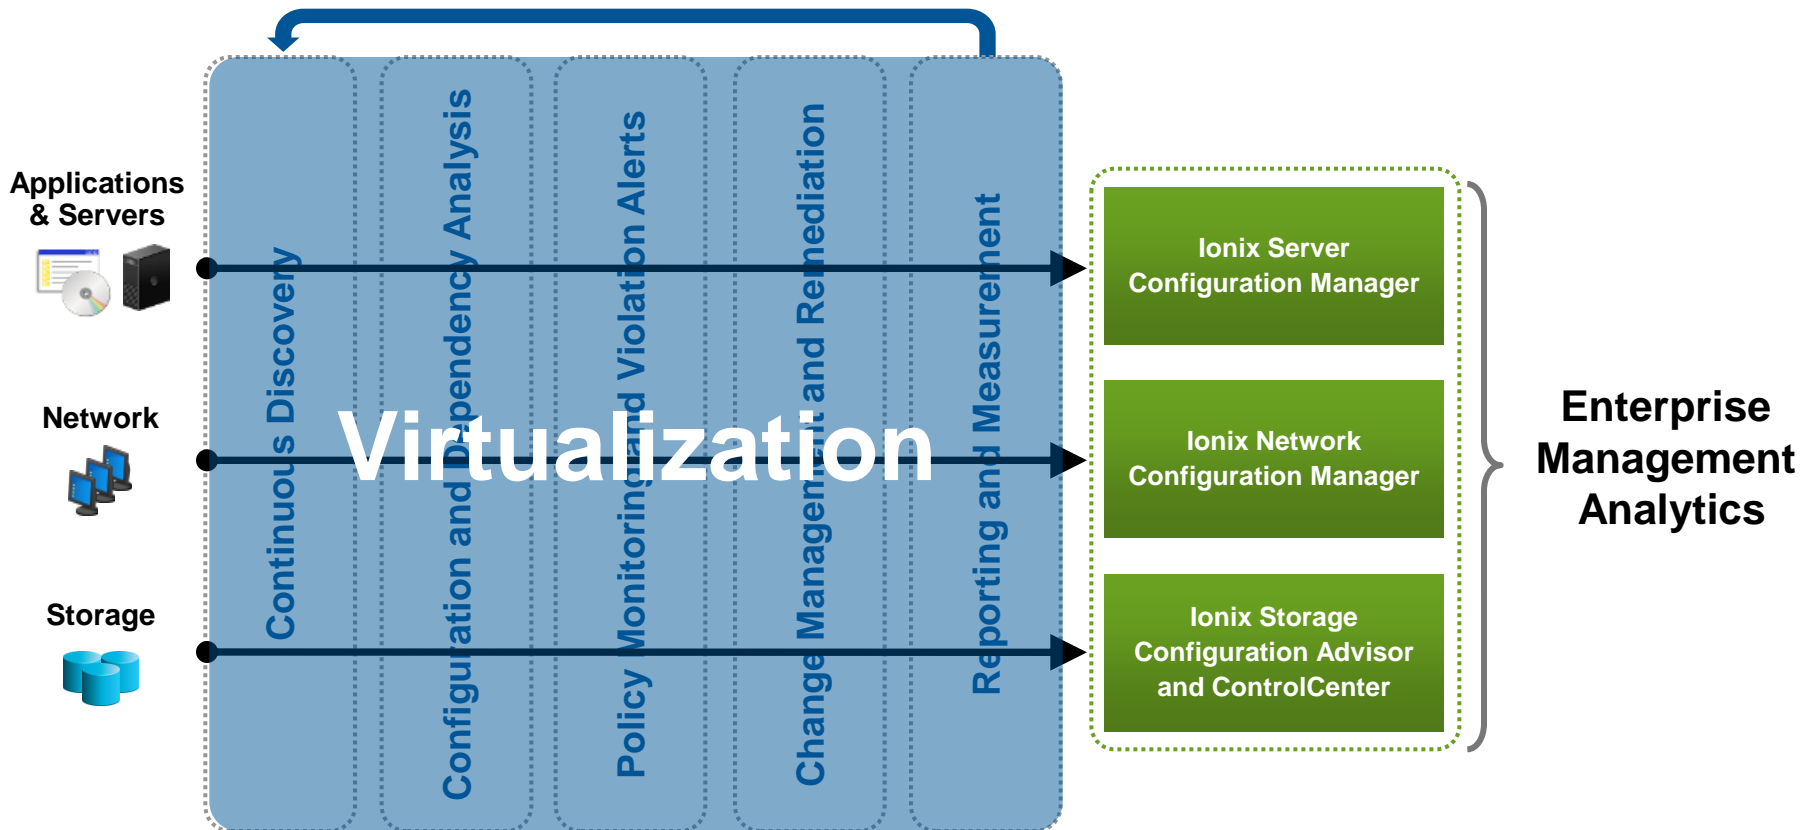 Applications
& Servers
Network
Storage
Continuous Discovery
Configuration and Dependency Analysis
Policy Monitoring and Violation Alerts
Change Management and Remediation
Reporting and Measurement
Virtualization
Ionix Server
Configuration Manager
Ionix Network
Configuration Manager
Ionix Storage
Configuration Advisor
and ControlCenter
Enterprise
Management
Analytics